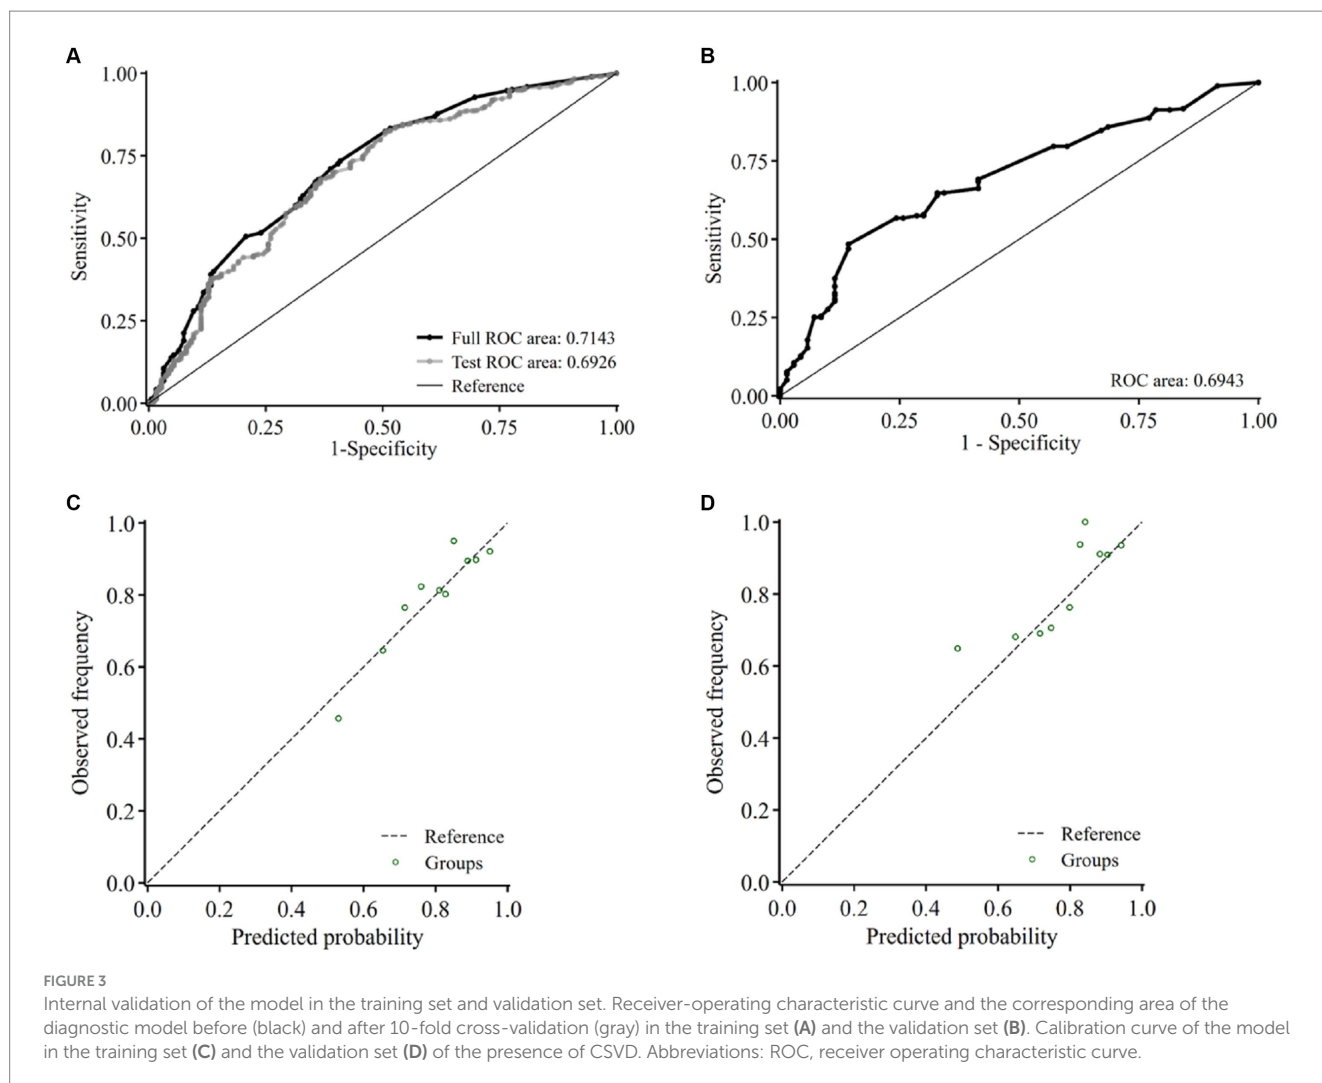 A
1.00
0.75
0.50
0.25
0.00
Sensitivity
Full ROC area: 0.7143
Test ROC area: 0.6926
Reference
0.00 0.25 0.50 0.75 1.00
1-Specificity
B
1.00
0.75
0.50
0.25
0.00
Sensitivity
ROC area: 0.6943
0.00 0.25 0.50 0.75 1.00
1 - Specificity
C
1.0
0.8
0.6
0.4
0.2
0.0
Observed frequency
Reference
Groups
0.0 0.2 0.4 0.6 0.8 1.0
Predicted probability
D
1.0
0.8
0.6
0.4
0.2
0.0
Observed frequency
Reference
Groups
0.0 0.2 0.4 0.6 0.8 1.0
Predicted probability
FIGURE 3
Internal validation of the model in the training set and validation set. Receiver-operating characteristic curve and the corresponding area of the
diagnostic model before (black) and after 10-fold cross-validation (gray) in the training set (A) and the validation set (B). Calibration curve of the model
in the training set (C) and the validation set (D) of the presence of CSVD. Abbreviations: ROC, receiver operating characteristic curve.